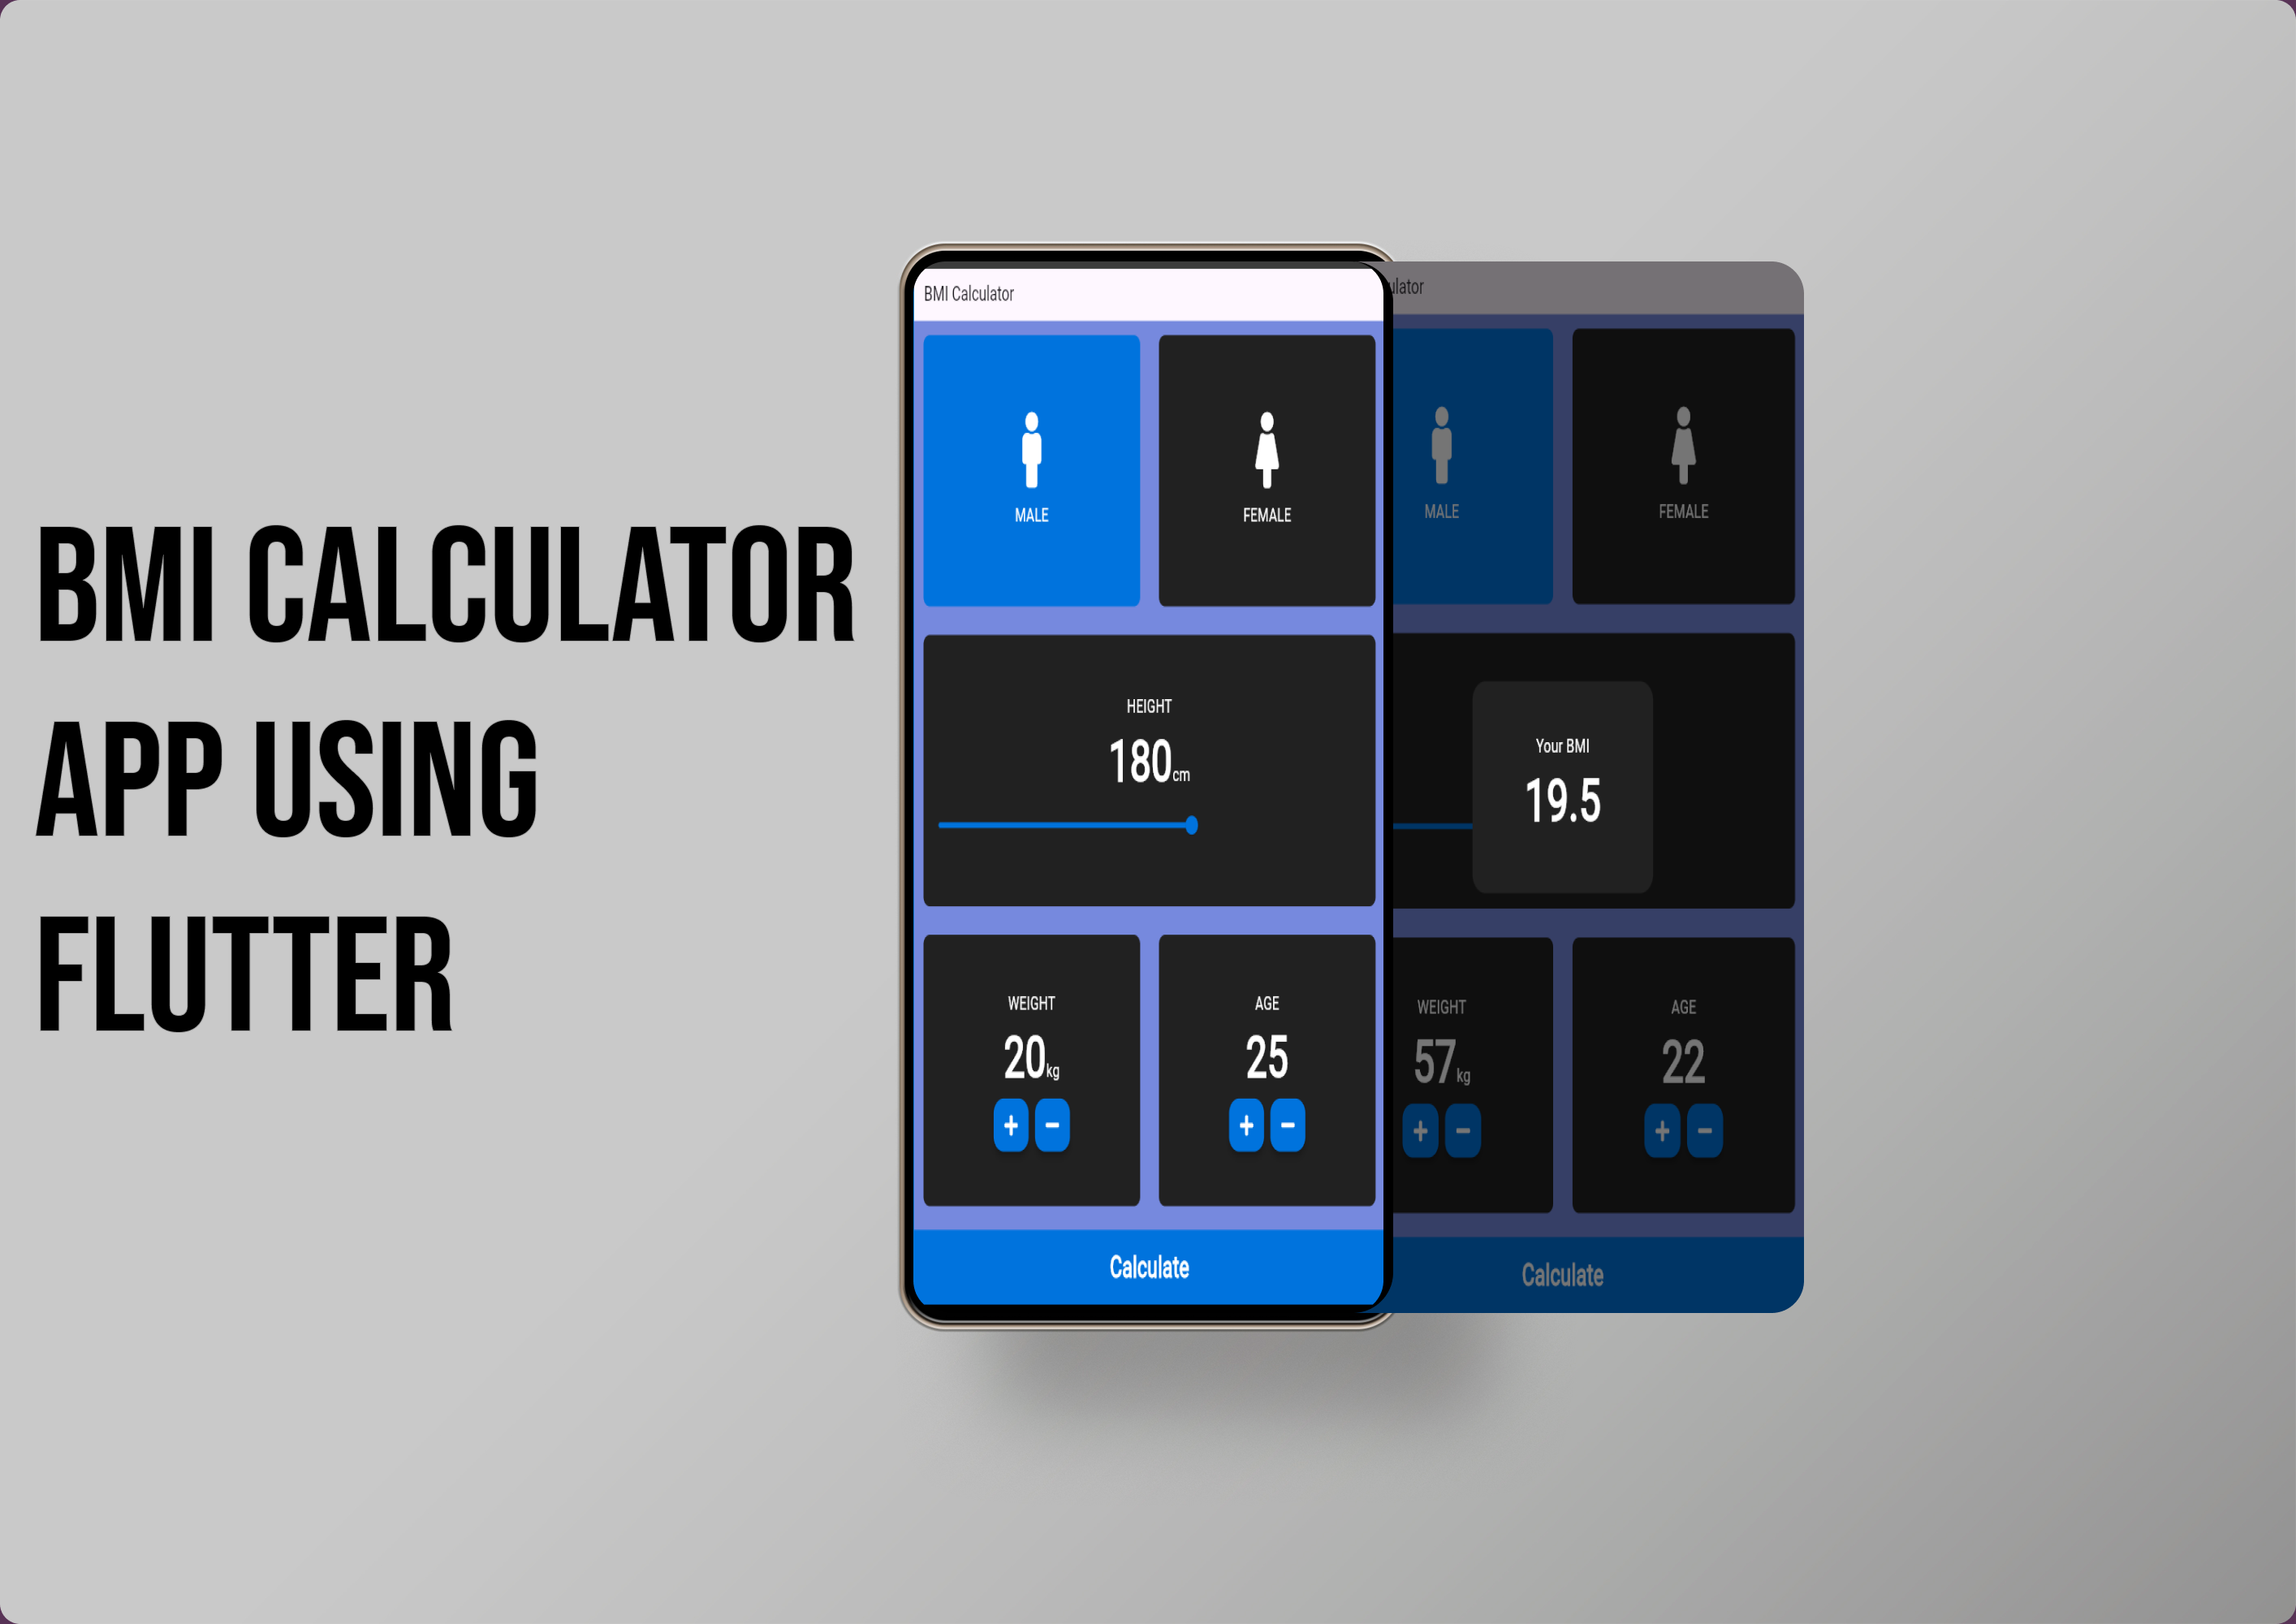 BMI CALCULATOR
APP USING
FLUTTER
BMI Calculator
MALE
FEMALE
HEIGHT
180cm
WEIGHT
20kg
+ −
AGE
25
+ −
Calculate
ulator
MALE
FEMALE
Your BMI
19.5
WEIGHT
57kg
+ −
AGE
22
+ −
Calculate